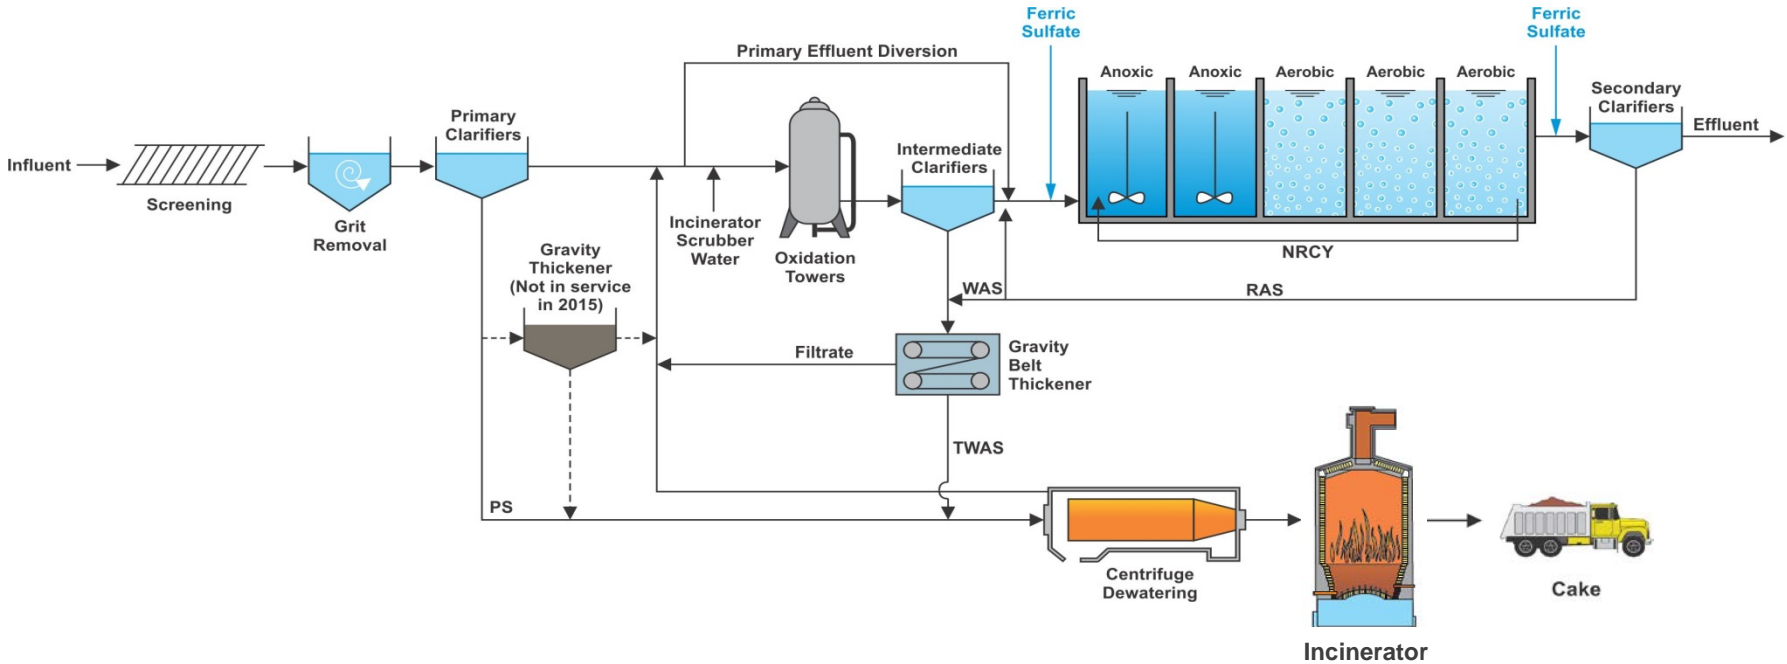 Ferric
Sulfate
Ferric
Sulfate
Primary Effluent Diversion
Anoxic
Anoxic
Aerobic
Aerobic
Aerobic
Secondary
Clarifiers
Primary
Clarifiers
Effluent
Influent
Intermediate
Clarifiers
Screening
Grit
Removal
Incinerator
Scrubber
Water
Oxidation
Towers
NRCY
Gravity
Thickener
(Not in service
in 2015)
WAS
RAS
Filtrate
Gravity
Belt
Thickener
TWAS
PS
Centrifuge
Dewatering
Cake
Incinerator